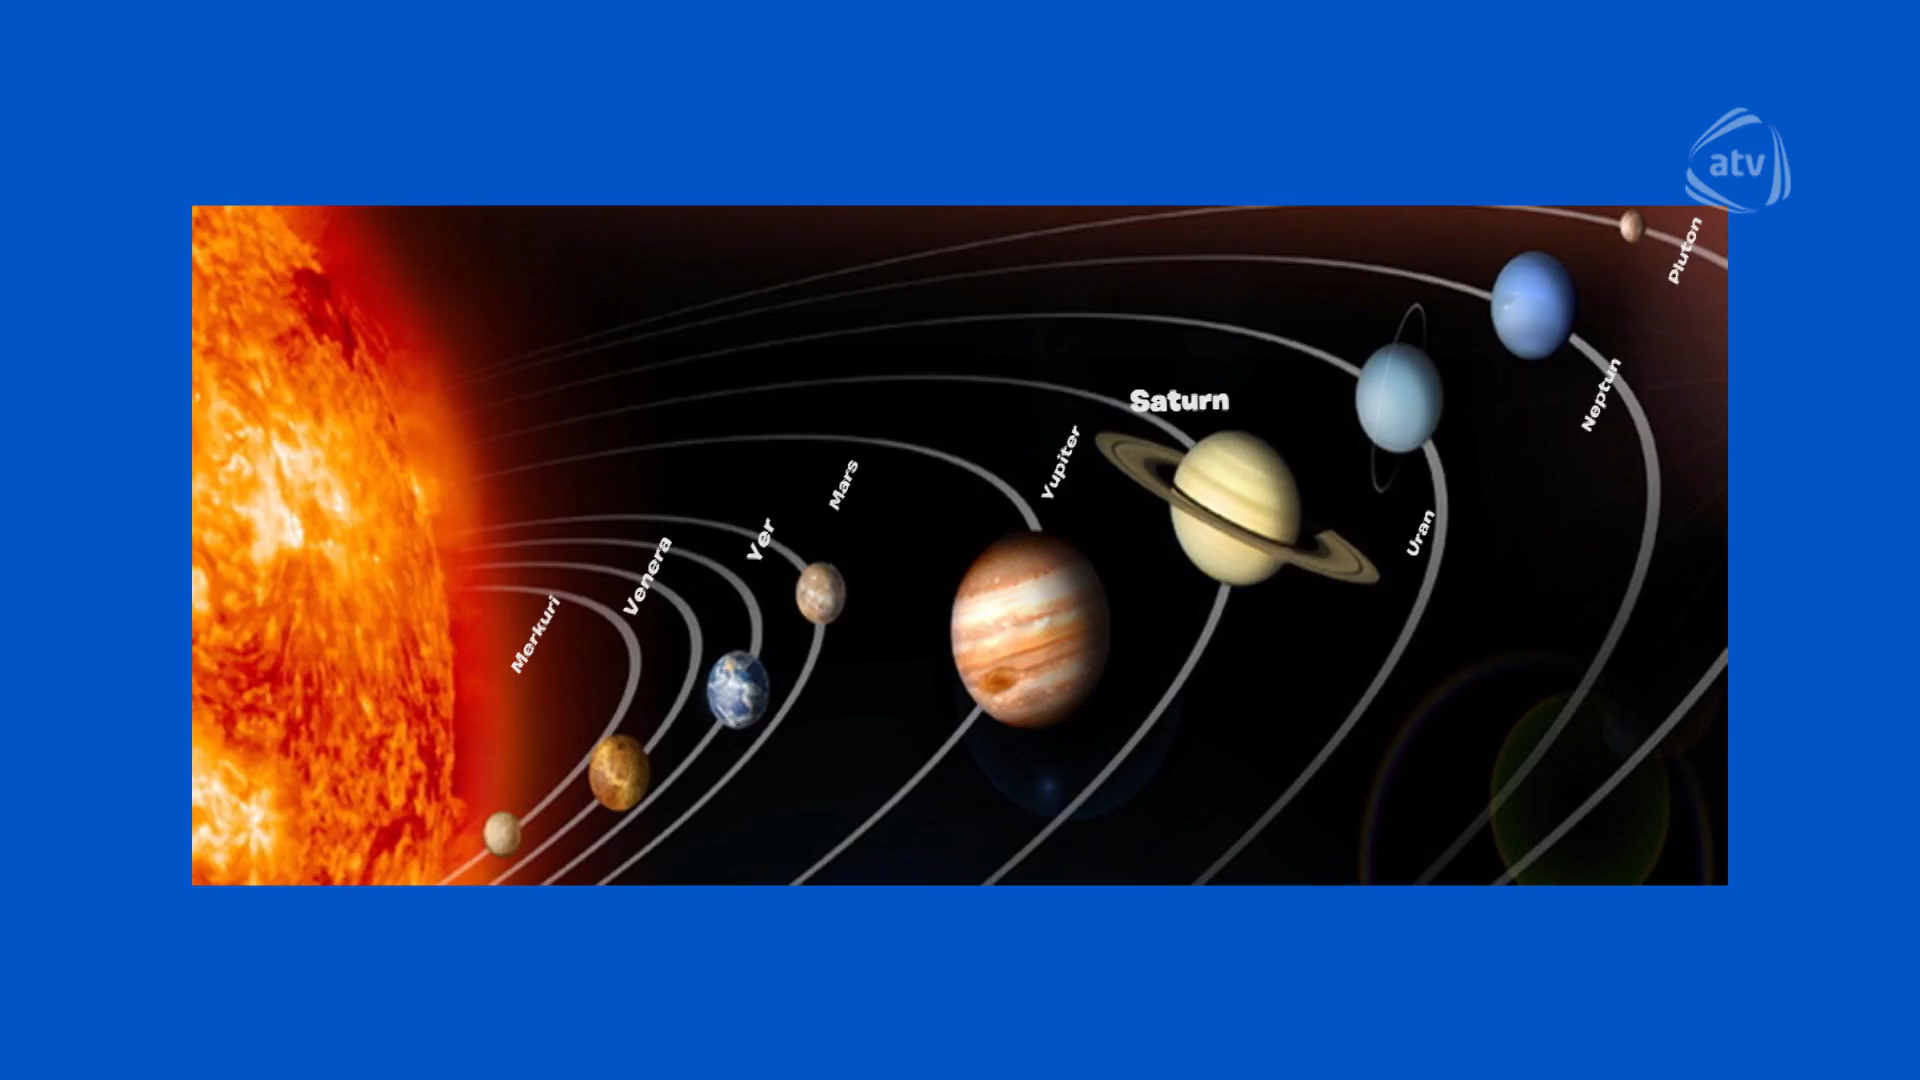 atv
Pluton
Neptun
Saturn
Yupiter
Mars
Uran
Yer
Venera
Merkuri